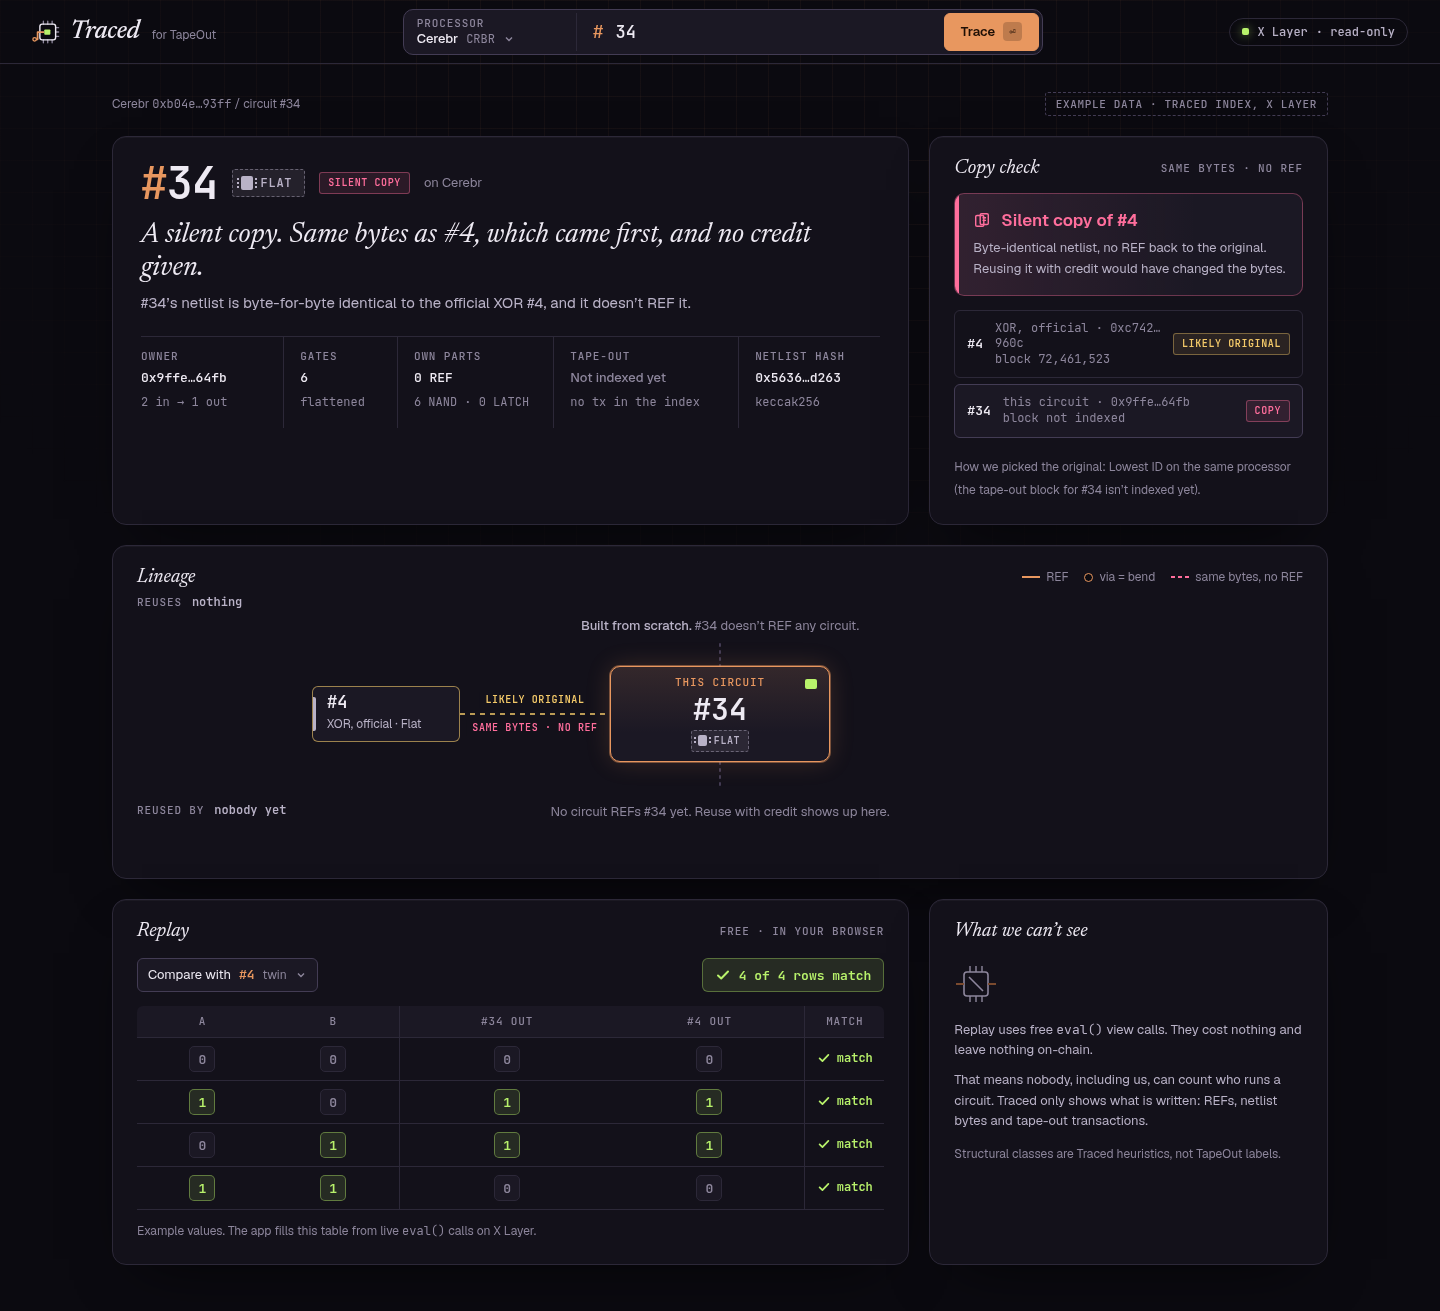 Traced for TapeOut
PROCESSOR
Cerebr CRBR
# 34
Trace ⏎
X Layer · read-only
Cerebr 0xb04e…93ff / circuit #34
EXAMPLE DATA · TRACED INDEX, X LAYER
#34 FLAT SILENT COPY on Cerebr
A silent copy. Same bytes as #4, which came first, and no credit
given.
#34’s netlist is byte-for-byte identical to the official XOR #4, and it doesn’t REF it.
OWNER GATES OWN PARTS TAPE-OUT NETLIST HASH
0x9ffe…64fb 6 0 REF Not indexed yet 0x5636…d263
2 in → 1 out flattened 6 NAND · 0 LATCH no tx in the index keccak256
Copy check SAME BYTES · NO REF
Silent copy of #4
Byte-identical netlist, no REF back to the original.
Reusing it with credit would have changed the bytes.
#4 XOR, official · 0xc742…
960c
block 72,461,523
LIKELY ORIGINAL
#34 this circuit · 0x9ffe…64fb
block not indexed
COPY
How we picked the original: Lowest ID on the same processor
(the tape-out block for #34 isn’t indexed yet).
Lineage
REF via = bend same bytes, no REF
REUSES nothing
Built from scratch. #34 doesn’t REF any circuit.
#4
XOR, official · Flat
LIKELY ORIGINAL
SAME BYTES · NO REF
THIS CIRCUIT
#34
FLAT
REUSED BY nobody yet
No circuit REFs #34 yet. Reuse with credit shows up here.
Replay FREE · IN YOUR BROWSER
Compare with #4 twin
4 of 4 rows match
A B #34 OUT #4 OUT MATCH
0 0 0 0 match
1 0 1 1 match
0 1 1 1 match
1 1 0 0 match
Example values. The app fills this table from live eval() calls on X Layer.
What we can’t see
Replay uses free eval() view calls. They cost nothing and
leave nothing on-chain.
That means nobody, including us, can count who runs a
circuit. Traced only shows what is written: REFs, netlist
bytes and tape-out transactions.
Structural classes are Traced heuristics, not TapeOut labels.